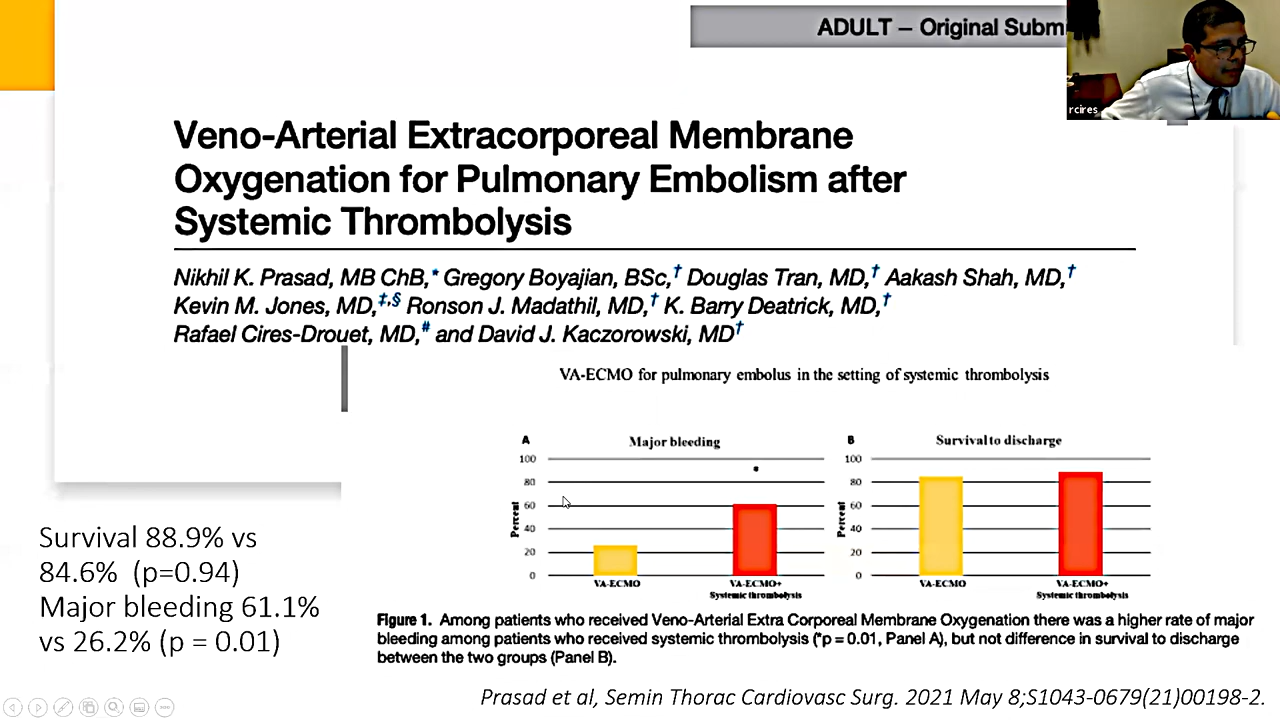 ADULT – Original Subm
rcires
Veno-Arterial Extracorporeal Membrane
Oxygenation for Pulmonary Embolism after
Systemic Thrombolysis
Nikhil K. Prasad, MB ChB,* Gregory Boyajian, BSc,† Douglas Tran, MD,† Aakash Shah, MD,†
Kevin M. Jones, MD,‡,§ Ronson J. Madathil, MD,† K. Barry Deatrick, MD,†
Rafael Cires-Drouet, MD,# and David J. Kaczorowski, MD†
VA-ECMO for pulmonary embolus in the setting of systemic thrombolysis
A
Major bleeding
100
80
60
40
20
0
Percent
*
VA-ECMO
VA-ECMO+
Systemic thrombolysis
B
Survival to discharge
100
80
60
40
20
0
Percent
VA-ECMO
VA-ECMO+
Systemic thrombolysis
Survival 88.9% vs
84.6% (p=0.94)
Major bleeding 61.1%
vs 26.2% (p = 0.01)
Figure 1. Among patients who received Veno-Arterial Extra Corporeal Membrane Oxygenation there was a higher rate of major
bleeding among patients who received systemic thrombolysis (*p = 0.01, Panel A), but not difference in survival to discharge
between the two groups (Panel B).
Prasad et al, Semin Thorac Cardiovasc Surg. 2021 May 8;S1043-0679(21)00198-2.